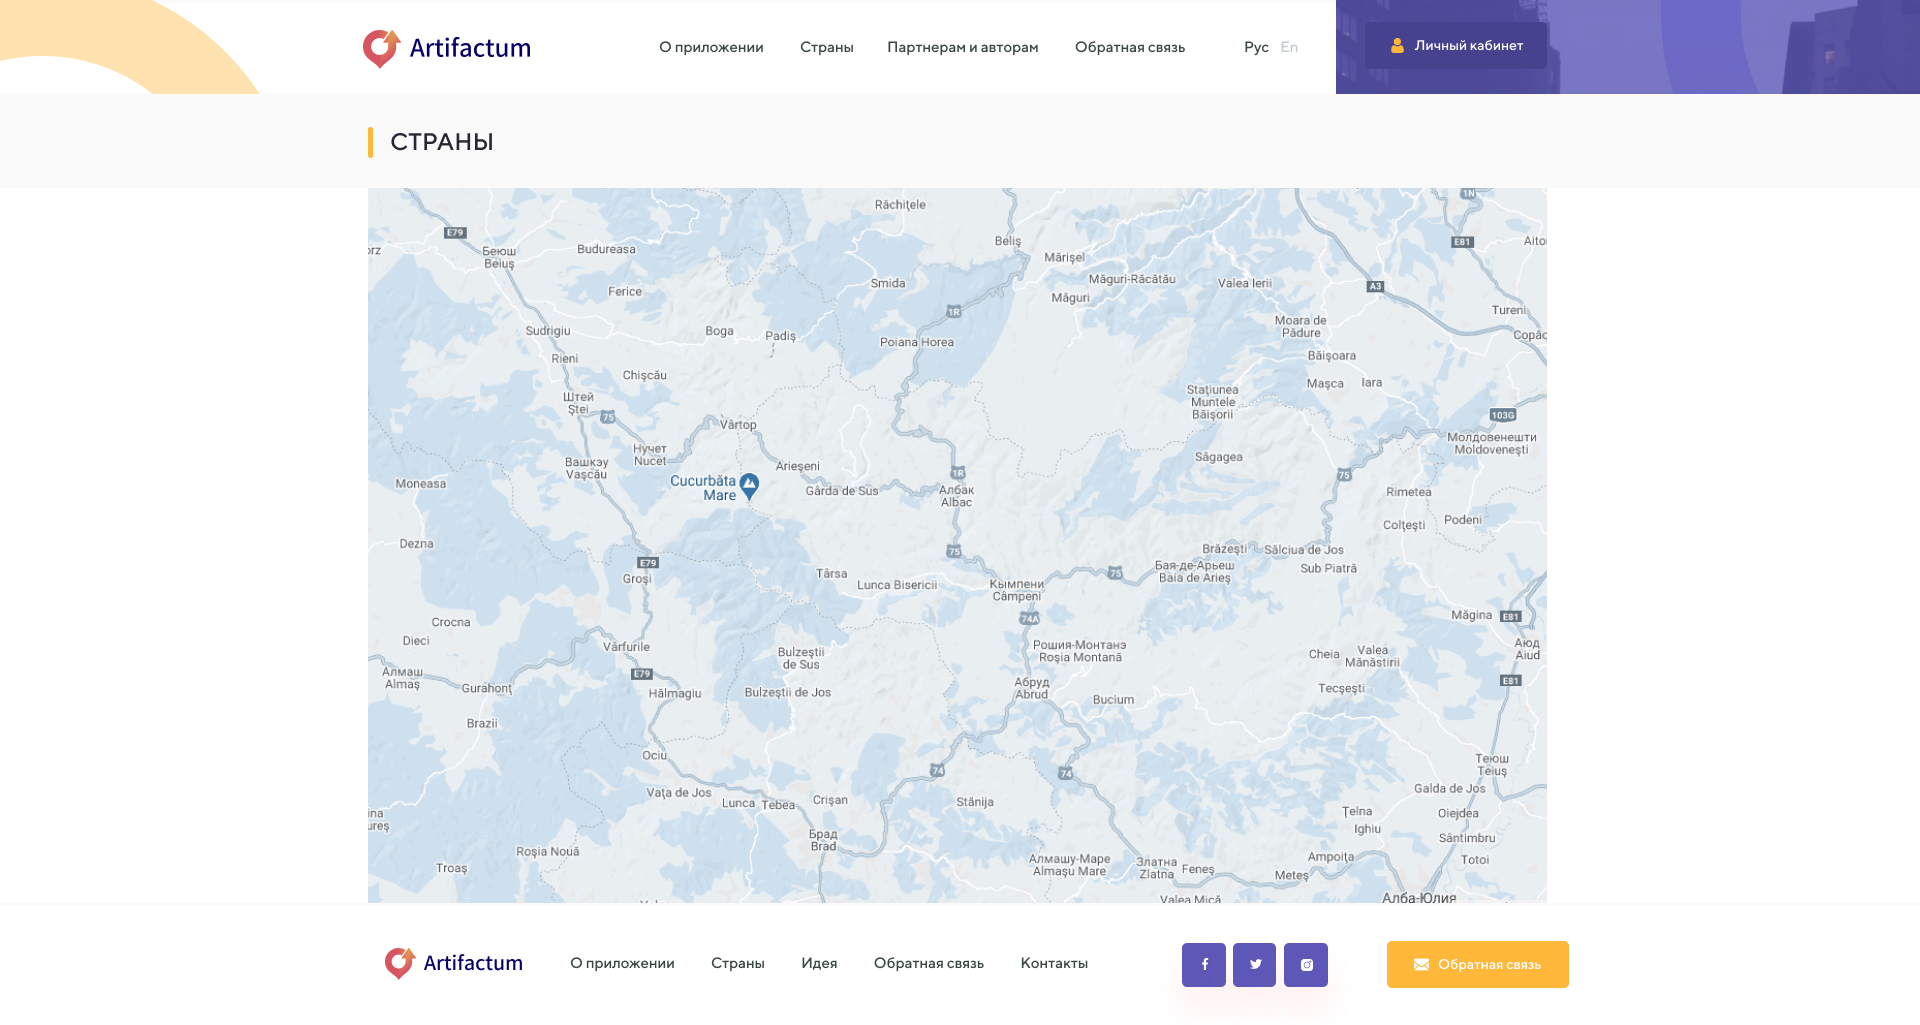 Artifactum
О приложении
Страны
Партнерам и авторам
Обратная связь
Рус
En
Личный кабинет
СТРАНЫ
1N
Răchițele
E79
Беюш
Beiuș
Budureasa
Beliș
Mărișel
E81
Măguri-Răcătău
Smida
Valea Ierii
A3
Ferice
Măguri
1R
Tureni
Moara de
Pădure
Sudrigiu
Boga
Padiș
Poiana Horea
Rieni
Băișoara
Chișcău
Mașca
Iara
Stațiunea
Muntele
Băișorii
Штей
Ștei
75
103G
Vârtop
Молдовенешти
Moldovenești
Нучет
Nucet
Вашкэу
Vașcău
Arieșeni
Săgagea
1R
75
Moneasa
Cucurbăta
Mare
Gârda de Sus
Албак
Albac
Rimetea
Colțești
Podeni
Dezna
75
Brăzești
Sălciua de Jos
E79
Бая-де-Арьеш
Baia de Arieș
Sub Piatră
Groși
Târsa
Lunca Bisericii
75
Кымпени
Câmpeni
Măgina
E81
74A
Crocna
Dieci
Vârfurile
Bulzeștii
de Sus
Рошия-Монтанэ
Roșia Montană
Cheia
Valea
Mănăstirii
Аюд
Aiud
Алмаш
Almaș
E79
Абруд
Abrud
E81
Gurahonț
Hălmagiu
Bulzeștii de Jos
Tecșești
Bucium
Brazii
Ociu
74
74
Теюш
Teiuș
Vața de Jos
Lunca
Tebea
Crișan
Stânija
Galda de Jos
Țelna
Oiejdea
Ighiu
Брад
Brad
Sântimbru
Roșia Nouă
Алмашу-Маре
Almașu Mare
Златна
Zlatna
Feneș
Ampoița
Totoi
Troaș
Meteș
Valea Mică
Алба-Юлия
Artifactum
О приложении
Страны
Идея
Обратная связь
Контакты
Обратная связь